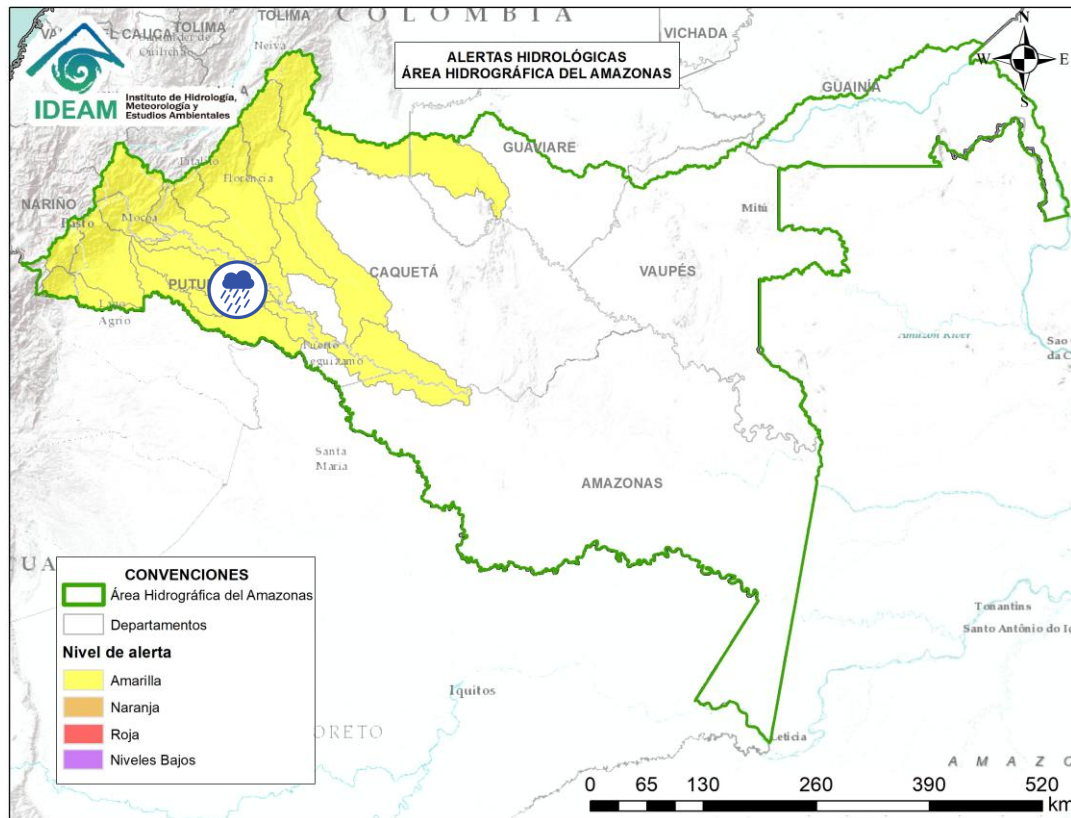 COLOMBIA
TOLIMA
TOLIMA
VICHADA
Neiva
ALERTAS HIDROLÓGICAS
ÁREA HIDROGRÁFICA DEL AMAZONAS
N
W
E
S
IDEAM
Instituto de Hidrología,
Meteorología y
Estudios Ambientales
GUAINÍA
GUAVIARE
Pitalito
Florencia
NARIÑO
Pasto
Mocoa
Mitú
CAQUETÁ
VAUPÉS
Lago
Agrio
Puerto
Leguizamo
Amazon River
Santa
Maria
AMAZONAS
CONVENCIONES
Área Hidrográfica del Amazonas
Departamentos
Nivel de alerta
Amarilla
Naranja
Roja
Niveles Bajos
Tonantins
Iquitos
Leticia
0 65 130 260 390 520
km